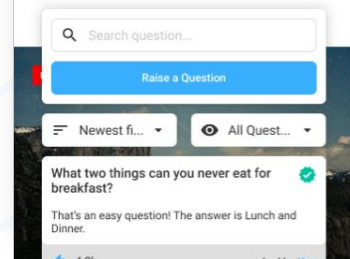 Search question...
Raise a Question
Newest fi...
All Quest...
What two things can you never eat for
breakfast?
That's an easy question! The answer is Lunch and
Dinner.